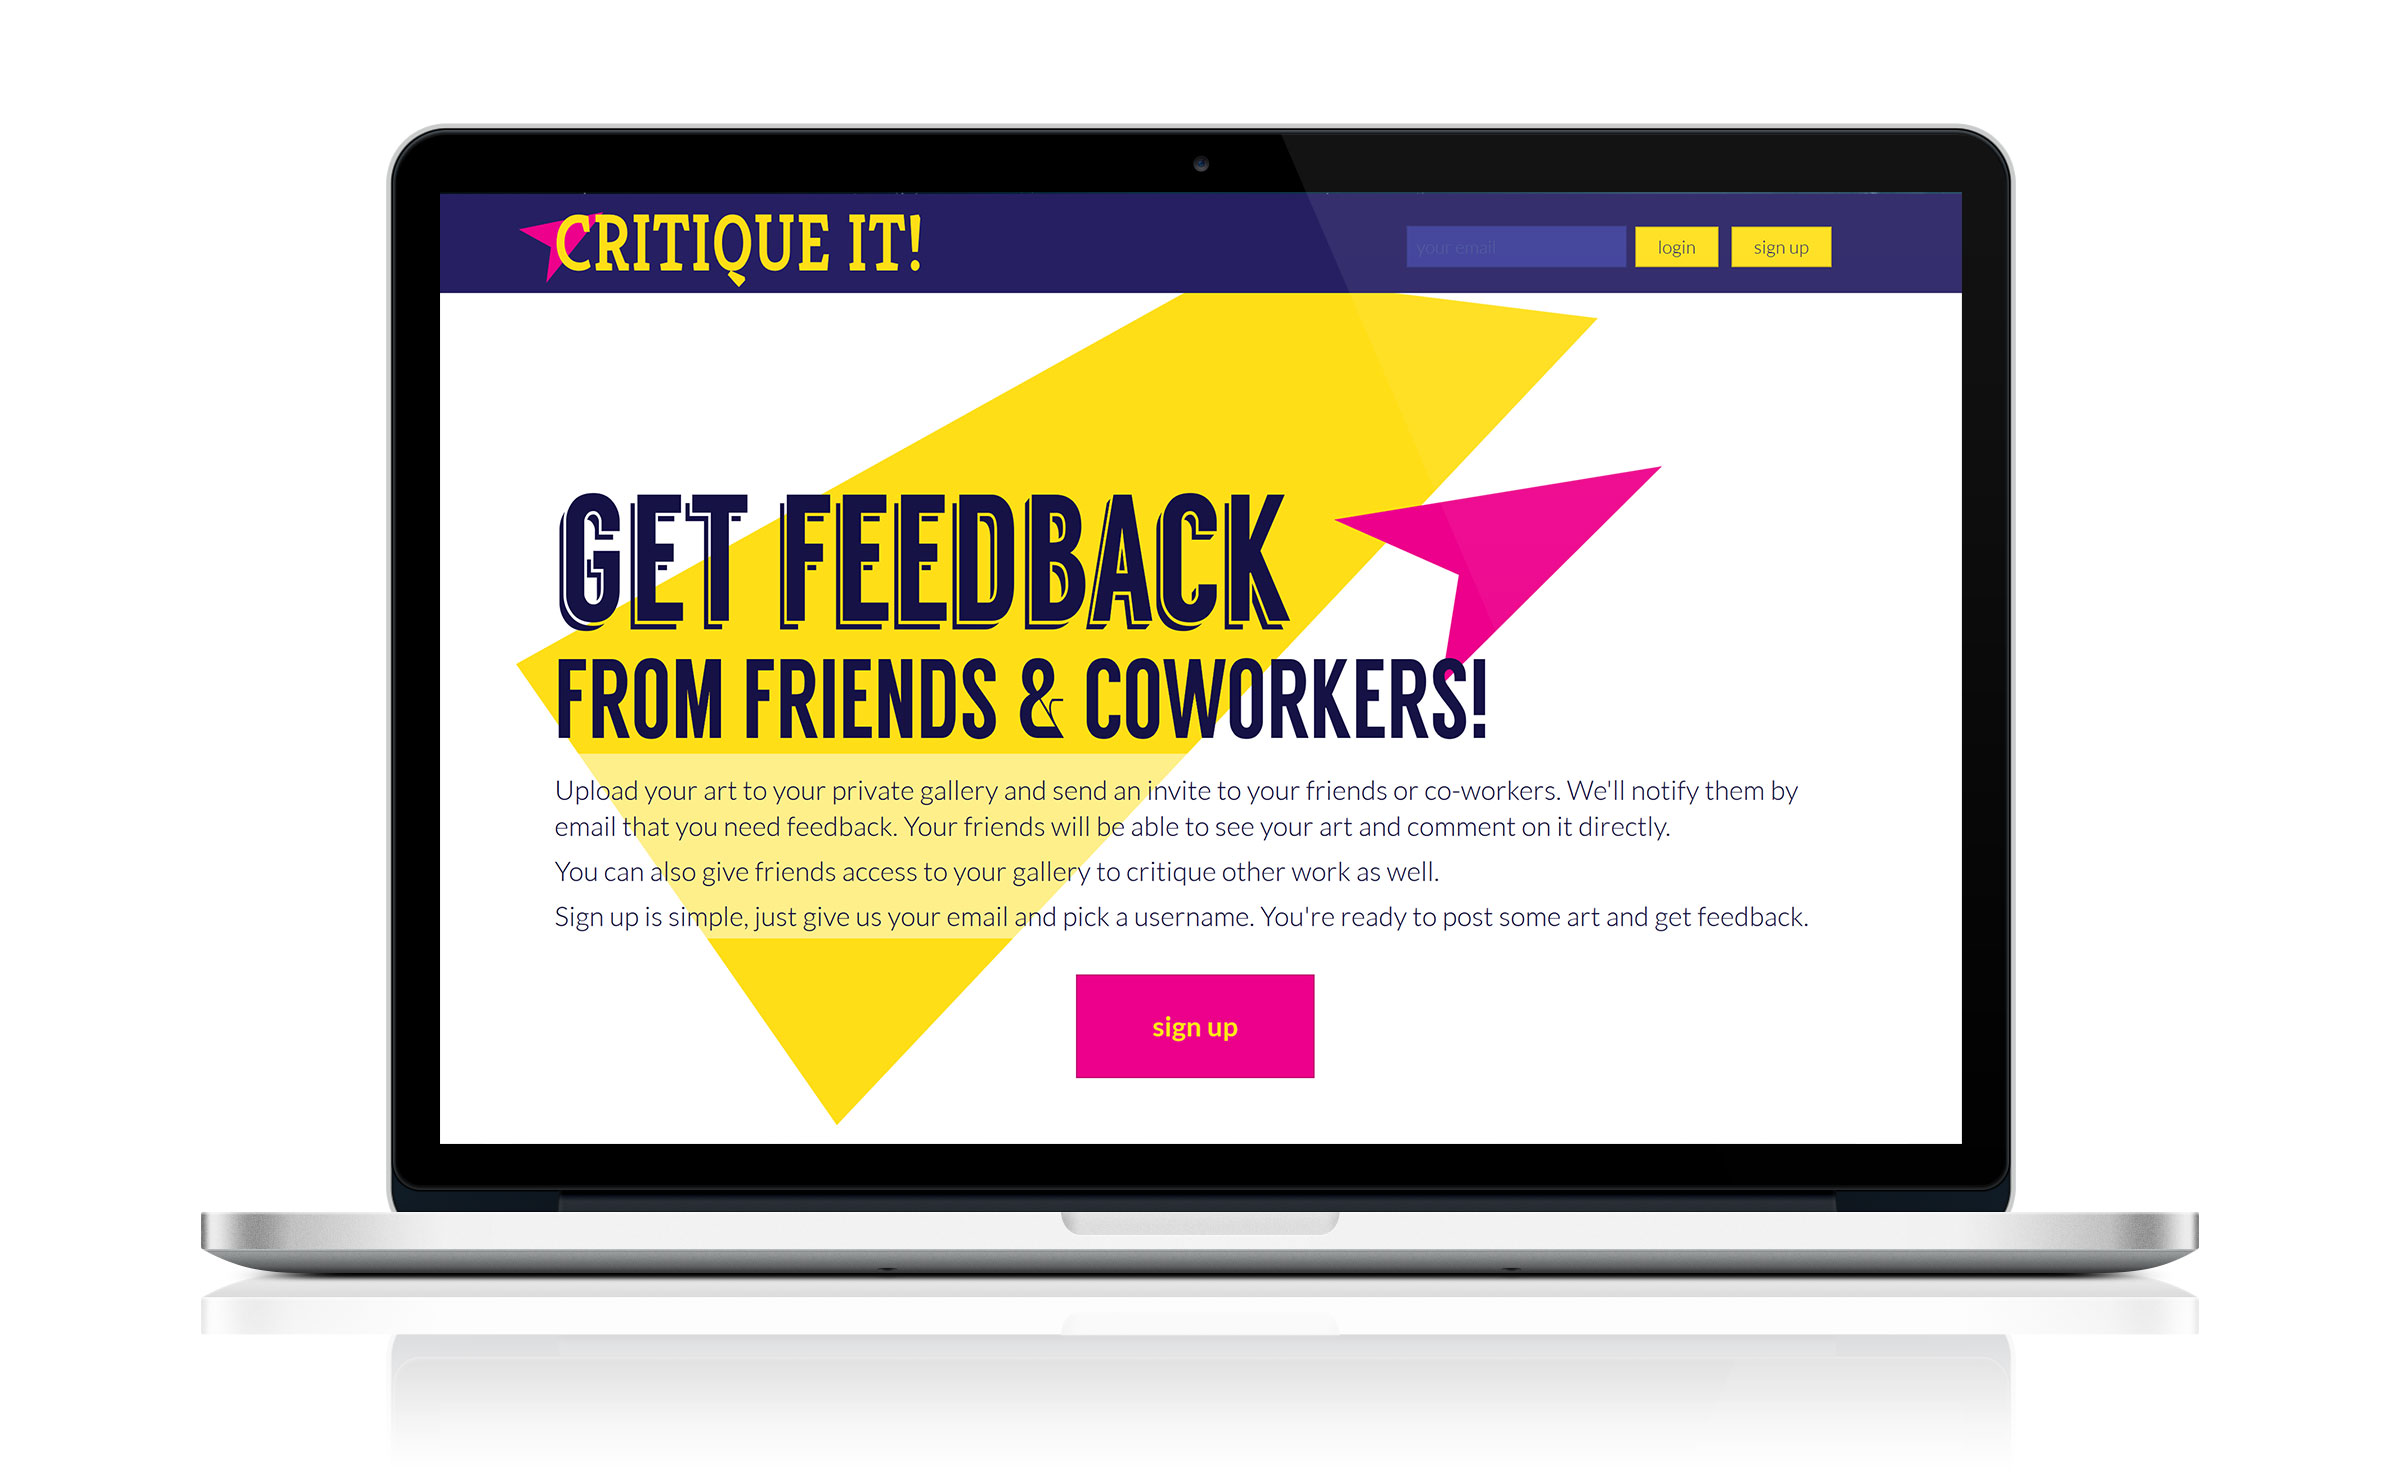 CRITIQUE IT!
your email
login
sign up
GET FEEDBACK
FROM FRIENDS & COWORKERS!
Upload your art to your private gallery and send an invite to your friends or co-workers. We'll notify them by
email that you need feedback. Your friends will be able to see your art and comment on it directly.
You can also give friends access to your gallery to critique other work as well.
Sign up is simple, just give us your email and pick a username. You're ready to post some art and get feedback.
sign up